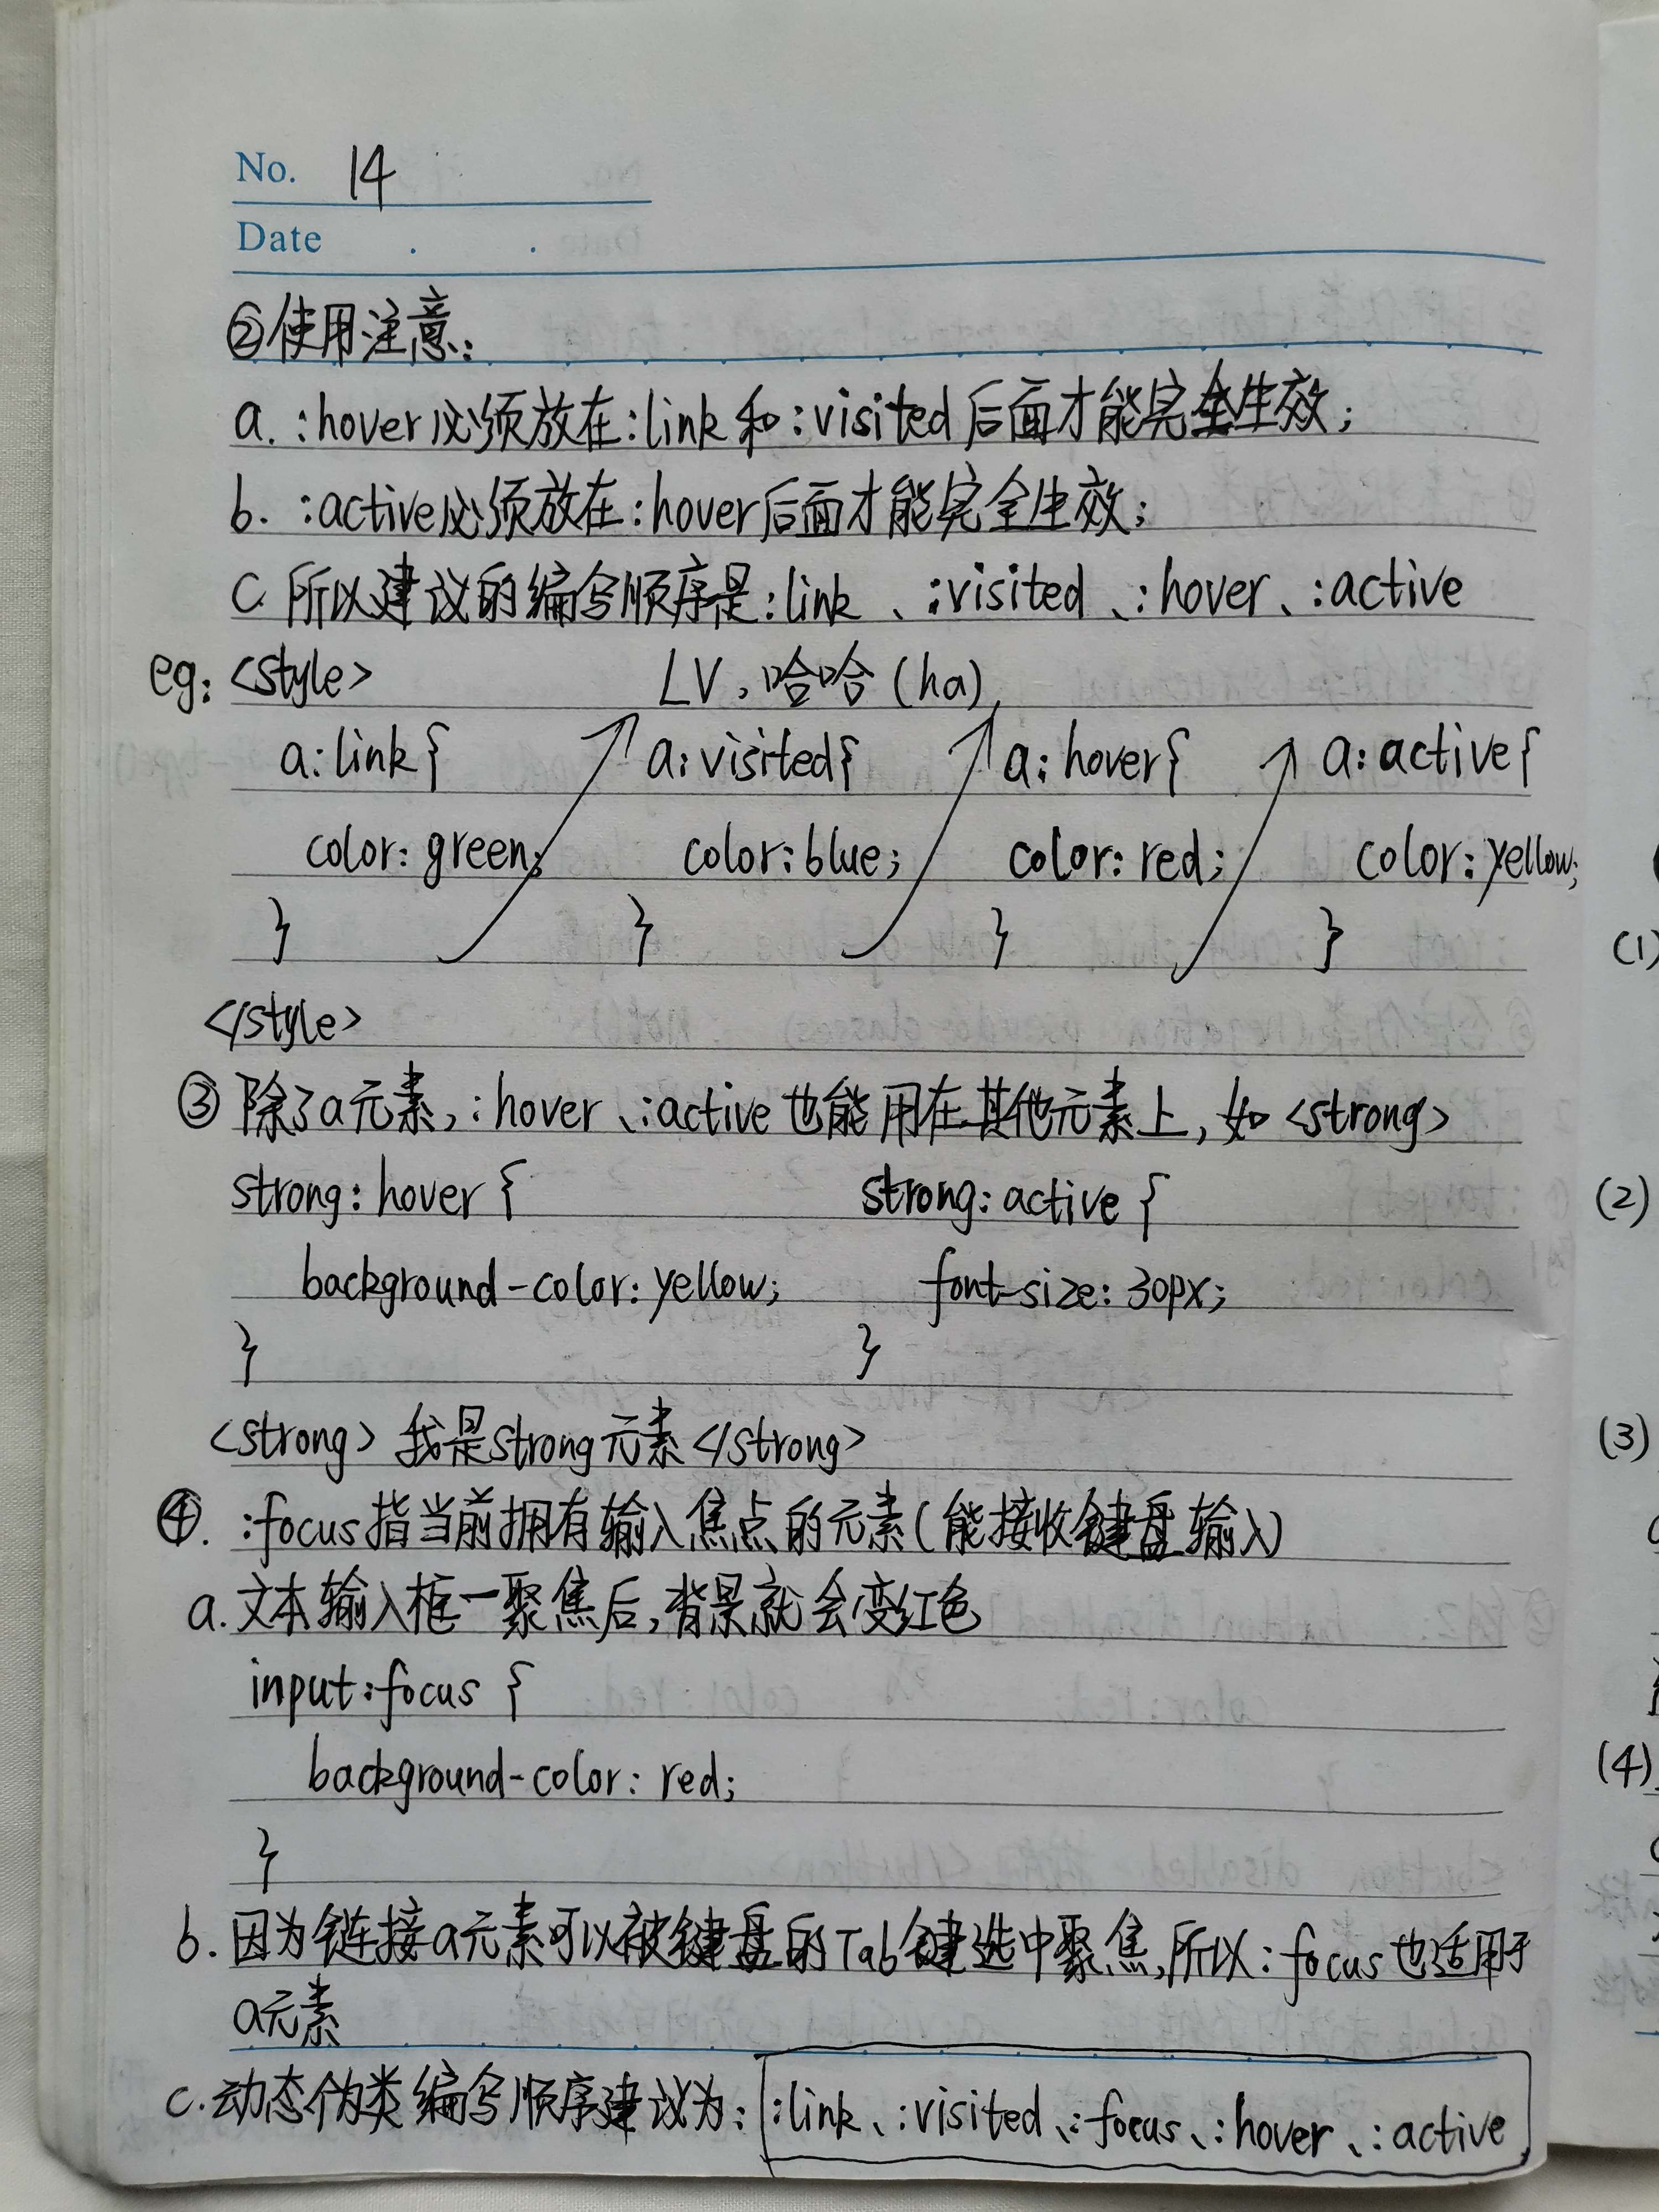 No. 14
Date . .
②使用注意:
a. :hover必须放在:link和:visited后面才能完全生效;
b. :active必须放在:hover后面才能完全生效;
c. 所以建议的编写顺序是:link、:visited、:hover、:active
eg: <style> LV,哈哈(ha)
a:link{ a:visited{ a:hover{ a:active{
color: green; color: blue; color: red; color: yellow;
} } } }
</style>
③ 除了a元素,:hover、:active也能用在其他元素上,如<strong>
strong: hover { strong: active {
background-color: yellow; font-size: 30px;
} }
<strong>我是strong元素</strong>
④. :focus指当前拥有输入焦点的元素(能接收键盘输入)
a. 文本输入框一聚焦后,背景就会变红色
input:focus {
background-color: red;
}
b. 因为链接a元素可以被键盘的Tab键选中聚焦,所以:focus也适用于
a元素
c. 动态伪类编写顺序建议为: :link、:visited、:focus、:hover、:active
(1)
(2)
(3)
(4)